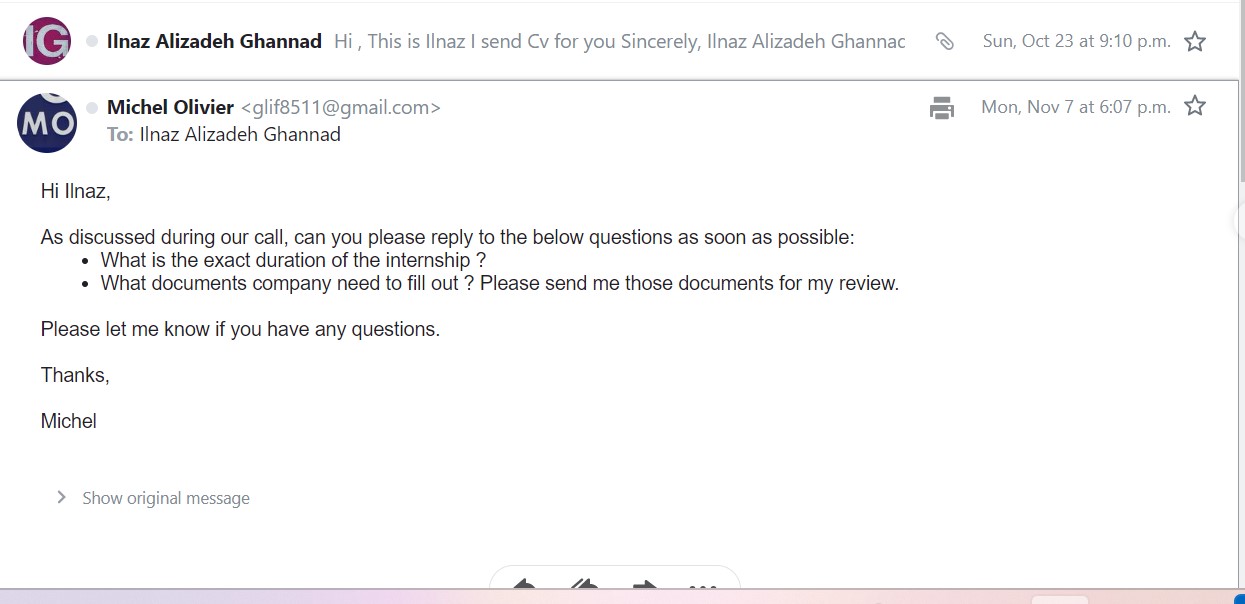 IG Ilnaz Alizadeh Ghannad Hi , This is Ilnaz I send Cv for you Sincerely, Ilnaz Alizadeh Ghannac Sun, Oct 23 at 9:10 p.m.
MO Michel Olivier <glif8511@gmail.com> Mon, Nov 7 at 6:07 p.m.
To: Ilnaz Alizadeh Ghannad
Hi Ilnaz,
As discussed during our call, can you please reply to the below questions as soon as possible:
• What is the exact duration of the internship ?
• What documents company need to fill out ? Please send me those documents for my review.
Please let me know if you have any questions.
Thanks,
Michel
Show original message